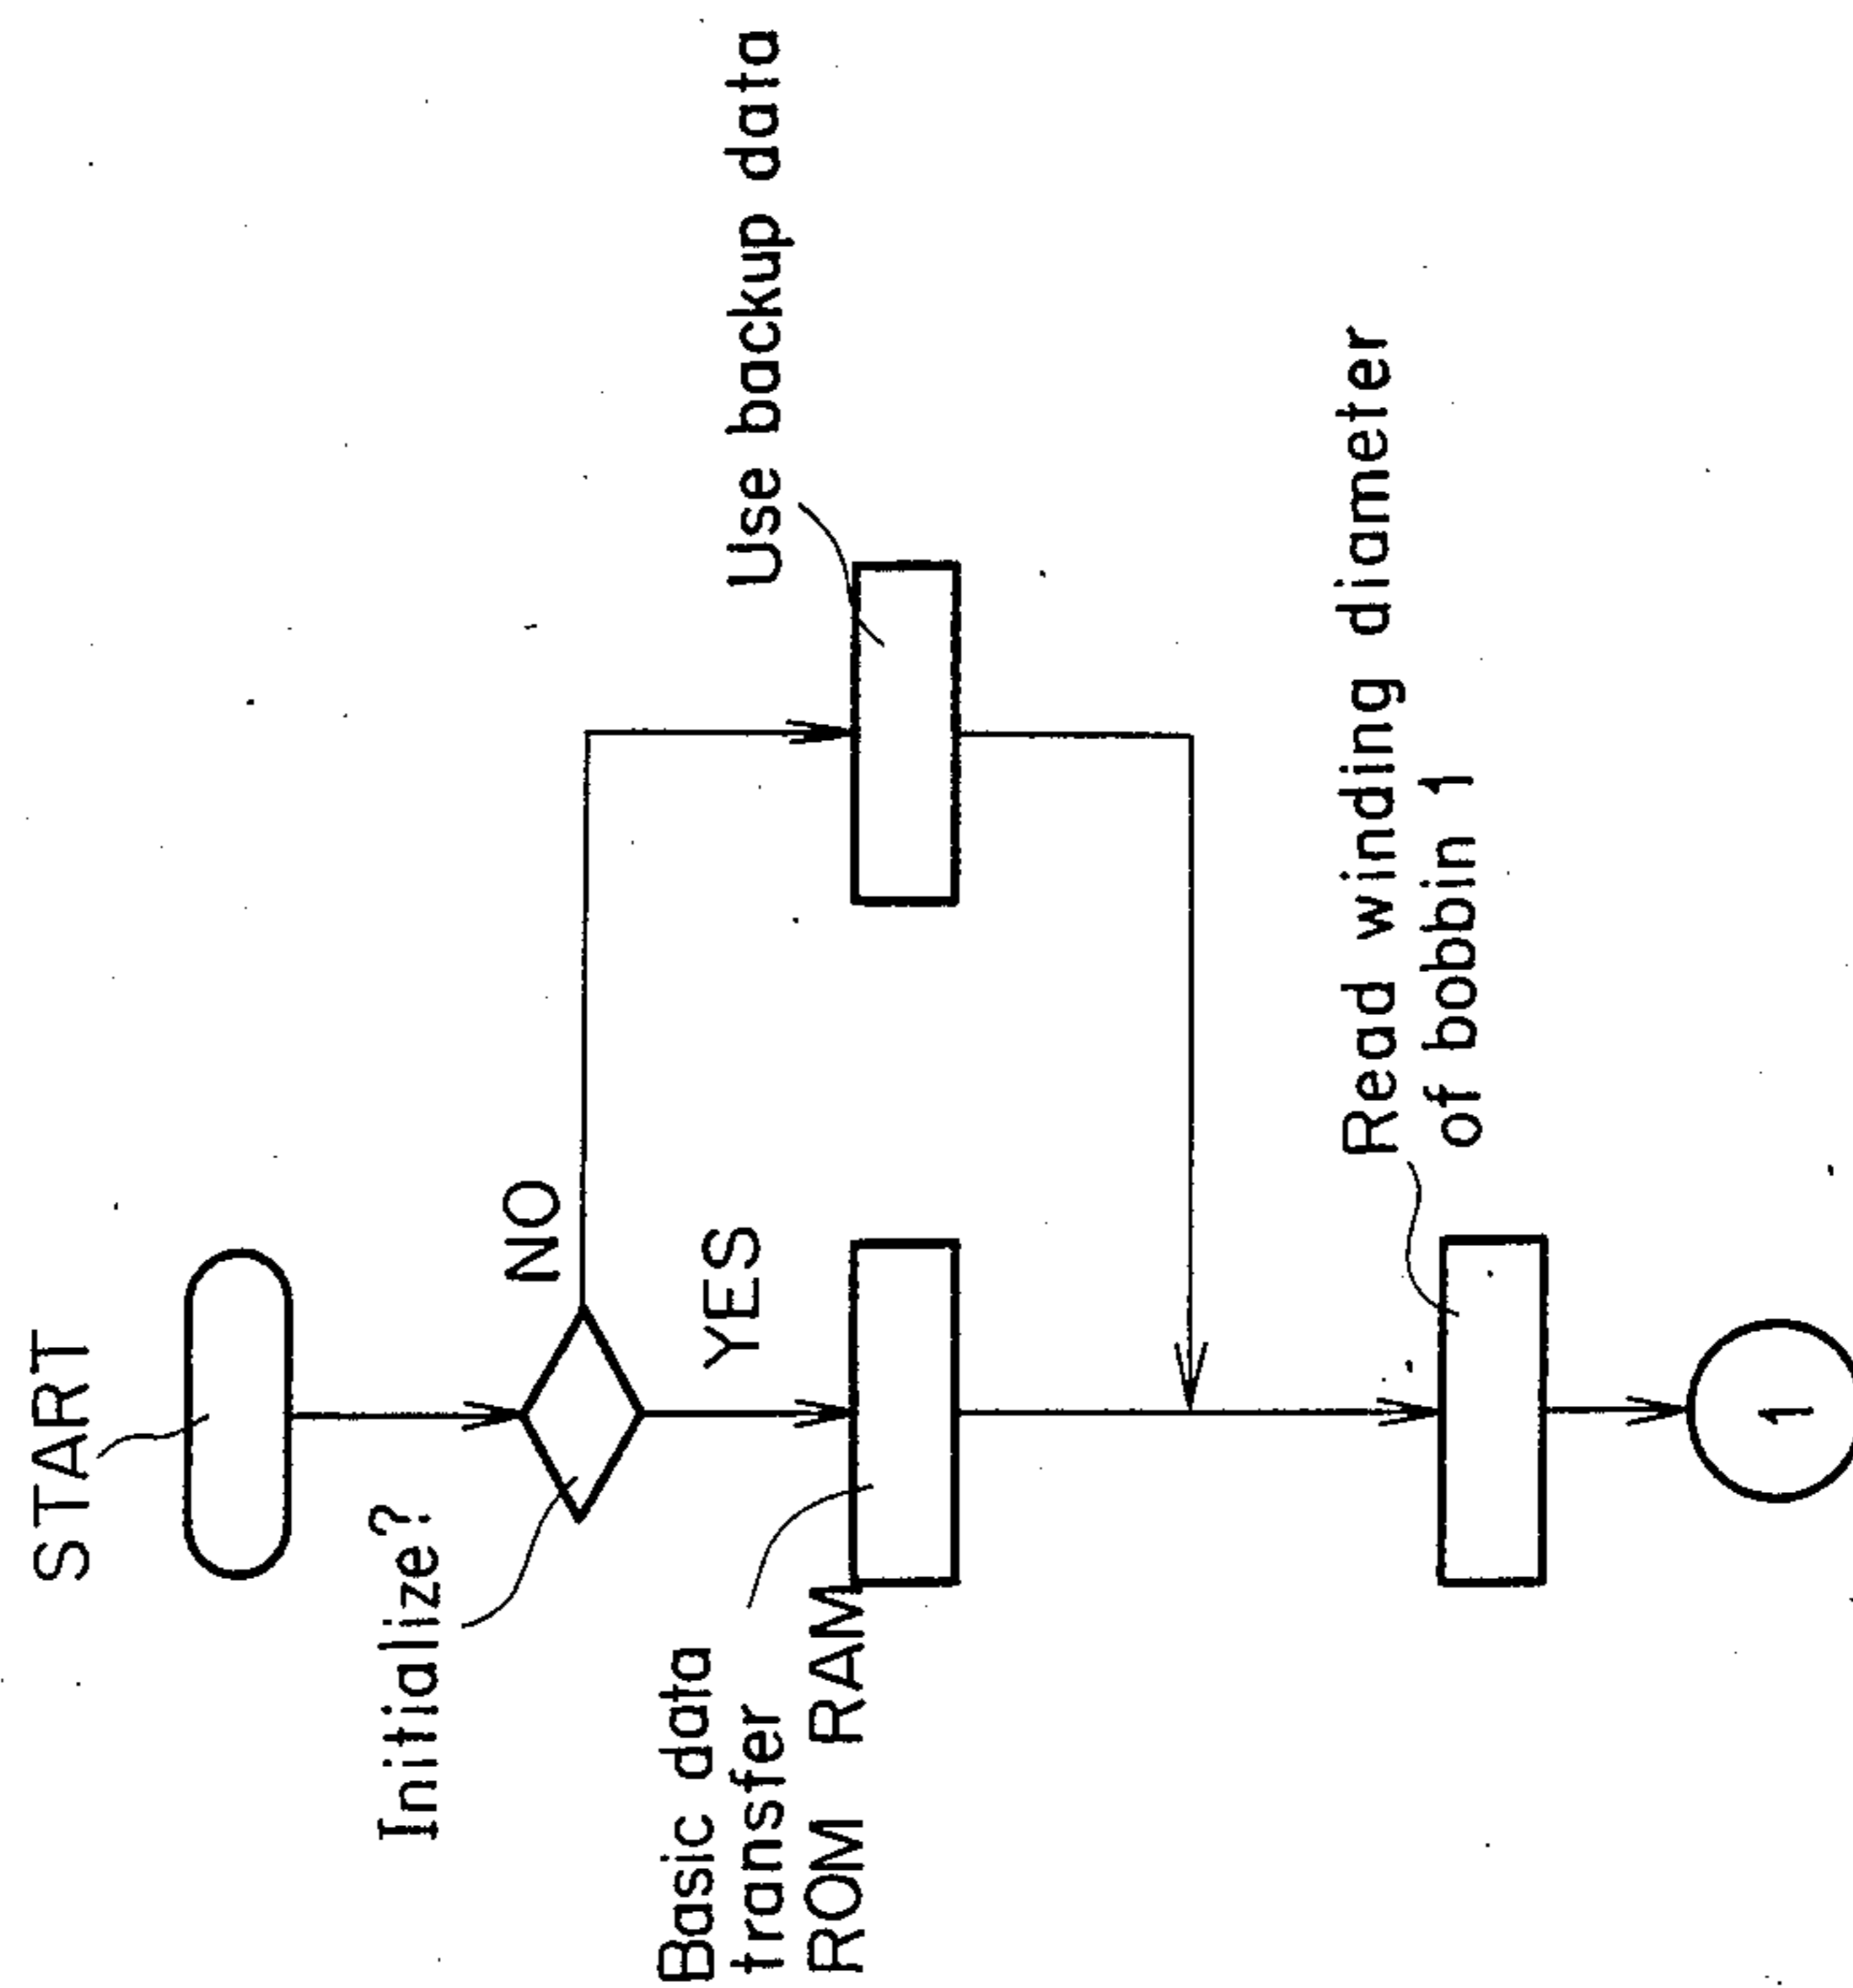 START
Initialize?
NO
YES
Basic data
transfer
ROM RAM
Use backup data
Read winding diameter
of bobbin 1
1